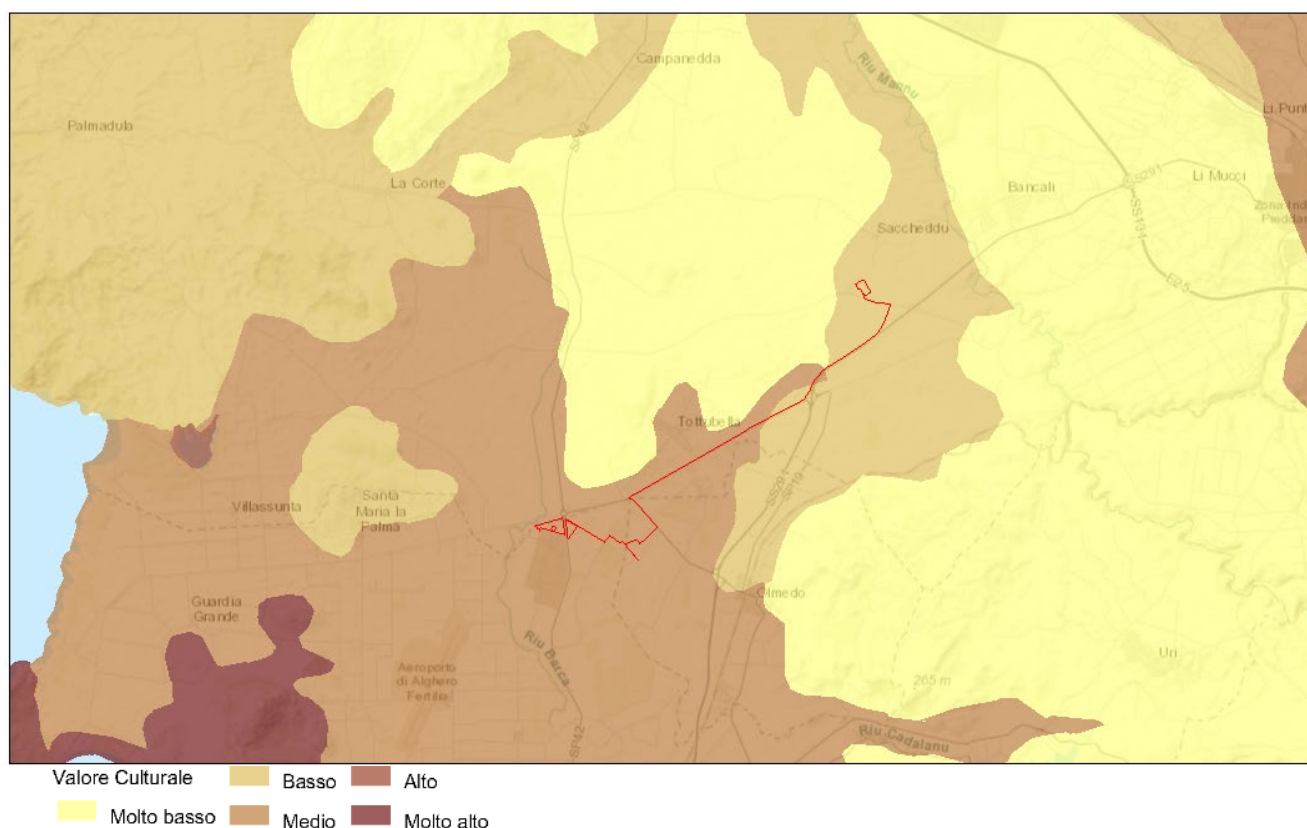 Campanedda
Riu Mannu
Palmadula
SP42
Li Punt
La Corte
SS291
Li Mucci
Bancali
SS131
Zona Ind
Predda
Saccheddu
E25
Tottubella
Santa
Maria la
Palma
Villassunta
SS291
SP19
Guardia
Grande
Olmedo
Riu Barca
Uri
Aeroporto
di Alghero
Fertilia
265 m
SP42
Riu Cadalanu
Valore Culturale
Basso
Alto
Molto basso
Medio
Molto alto